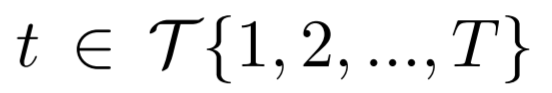 t ∈ 𝒯{1, 2, ..., T}